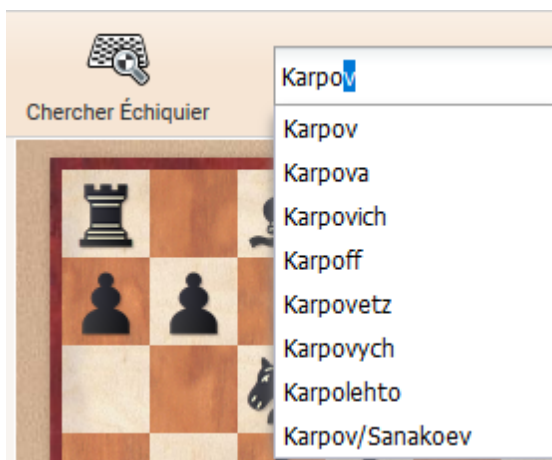 Karpov
Chercher Échiquier
Karpov
Karpova
Karpovich
Karpoff
Karpovetz
Karpovych
Karpolehto
Karpov/Sanakoev